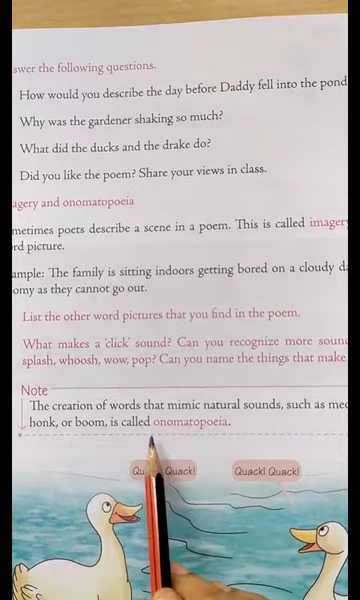 swer the following questions.
How would you describe the day before Daddy fell into the pond
Why was the gardener shaking so much?
What did the ducks and the drake do?
Did you like the poem? Share your views in class.
agery and onomatopoeia
metimes poets describe a scene in a poem. This is called imagery
rd picture.
ample: The family is sitting indoors getting bored on a cloudy da
omy as they cannot go out.
List the other word pictures that you find in the poem.
What makes a 'click' sound? Can you recognize more soun
splash, whoosh, wow, pop? Can you name the things that make
Note
The creation of words that mimic natural sounds, such as me
honk, or boom, is called onomatopoeia.
Qu Quack!
Quack! Quack!